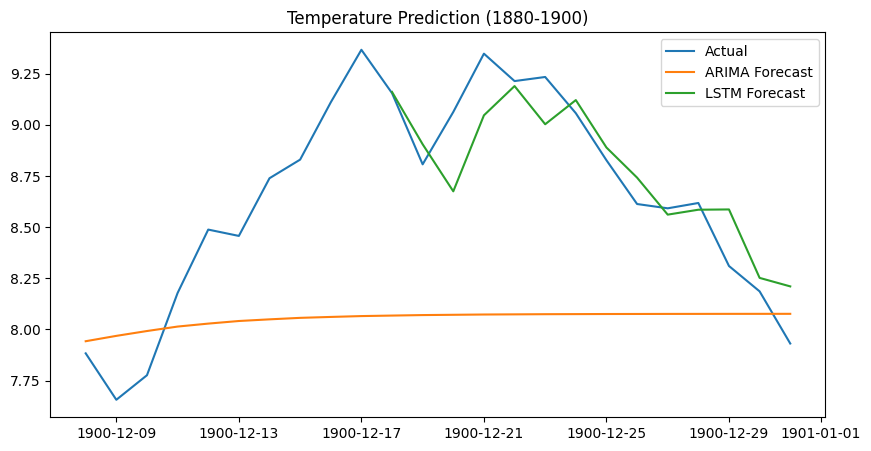 Temperature Prediction (1880-1900)
Actual
ARIMA Forecast
LSTM Forecast
9.25
9.00
8.75
8.50
8.25
8.00
7.75
1900-12-09 1900-12-13 1900-12-17 1900-12-21 1900-12-25 1900-12-29 1901-01-01